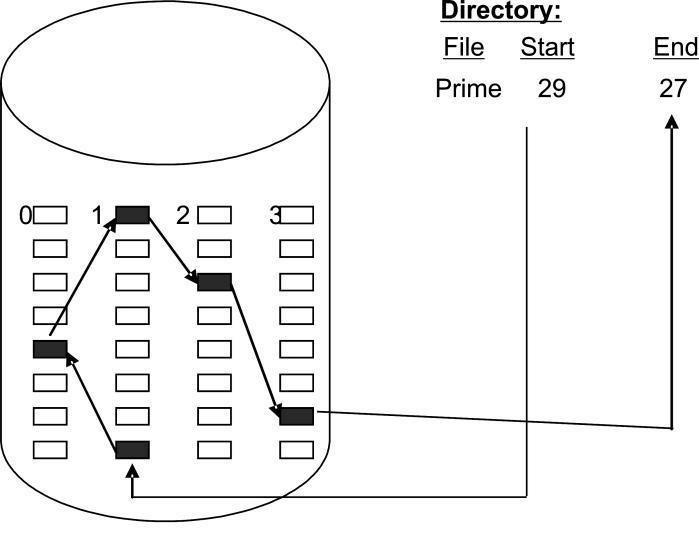 Directory:
File Start End
Prime 29 27
0 1 2 3